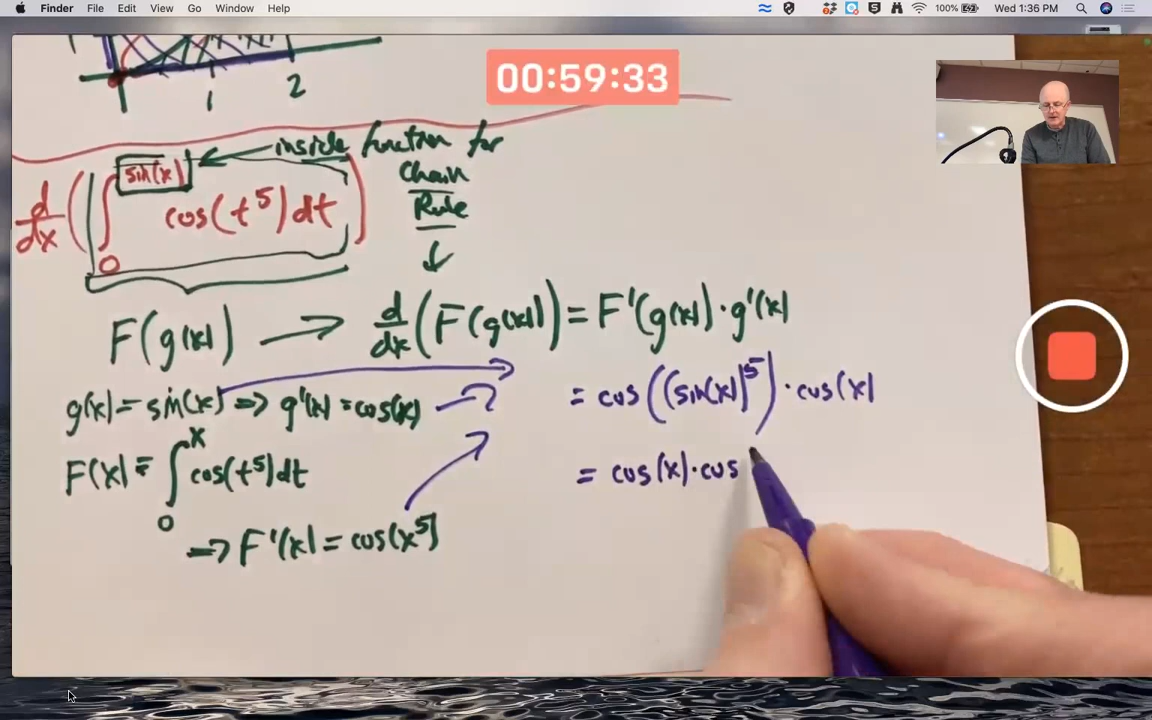 Finder File Edit View Go Window Help 100% Wed 1:36 PM
00:59:33
1 2
inside function for
Chain
Rule
d/dx (∫₀^sin(x) cos(t⁵)dt)
F(g(x)) → d/dx (F(g(x))) = F'(g(x))·g'(x)
g(x) = sin(x) ⇒ g'(x) = cos(x)
= cos((sin(x))⁵)·cos(x)
F(x) = ∫₀^x cos(t⁵)dt
= cos(x)·cos
⇒ F'(x) = cos(x⁵)